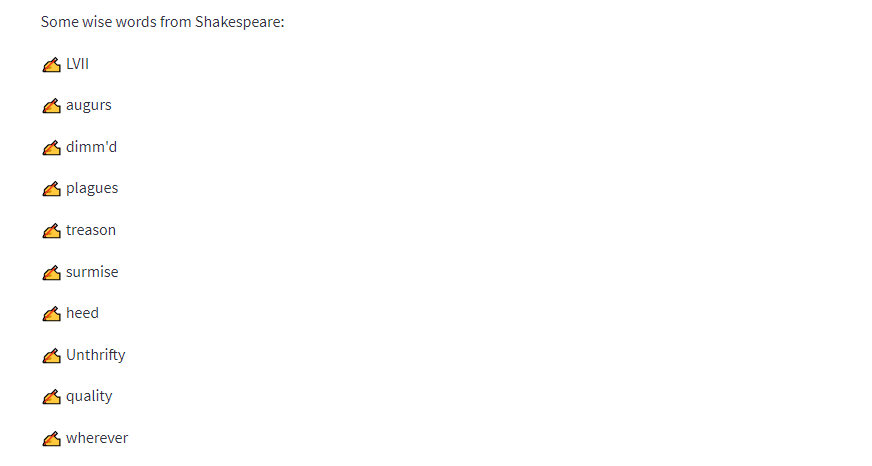 Some wise words from Shakespeare:
✍ LVII
✍ augurs
✍ dimm'd
✍ plagues
✍ treason
✍ surmise
✍ heed
✍ Unthrifty
✍ quality
✍ wherever